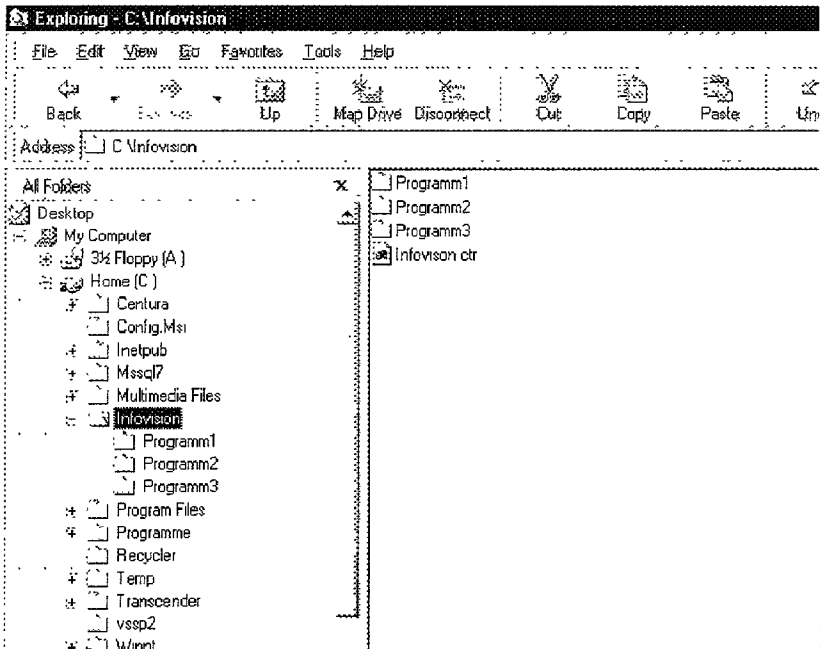 Exploring - C:\Infovision
File Edit View Go Favorites Tools Help
Back Up Map Drive Disconnect Cut Copy Paste
Address C:\Infovision
All Folders x
Desktop
My Computer
3½ Floppy (A:)
Home (C:)
Centura
Config.Msi
Inetpub
Mssql7
Multimedia Files
Infovision
Programm1
Programm2
Programm3
Program Files
Programme
Recycler
Temp
Transcender
vssp2
Winnt
Programm1
Programm2
Programm3
Infovison ctr